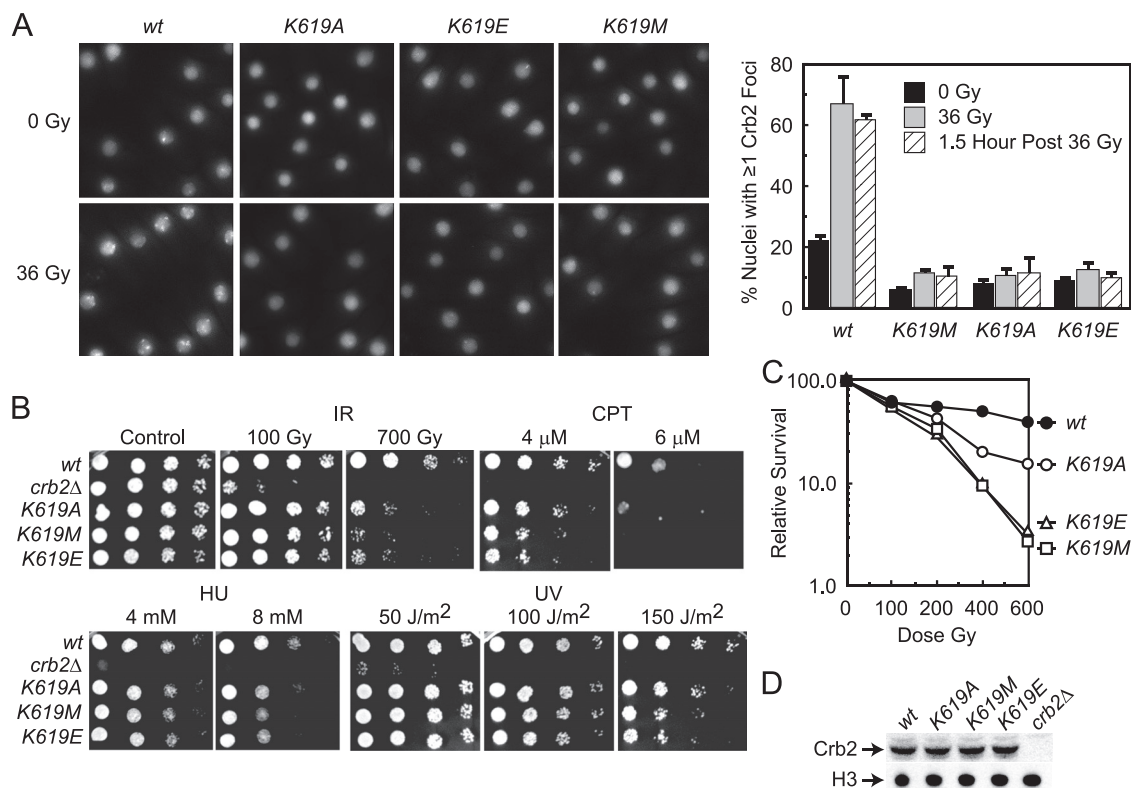 A
wt K619A K619E K619M
0 Gy
36 Gy
80
60
40
20
0
% Nuclei with ≥1 Crb2 Foci
0 Gy
36 Gy
1.5 Hour Post 36 Gy
wt K619M K619A K619E
B
IR CPT
Control 100 Gy 700 Gy 4 µM 6 µM
wt
crb2Δ
K619A
K619M
K619E
HU UV
4 mM 8 mM 50 J/m2 100 J/m2 150 J/m2
wt
crb2Δ
K619A
K619M
K619E
C
100.0
10.0
1.0
Relative Survival
0 200 400 600
Dose Gy
wt
K619A
K619E
K619M
D
wt K619A K619M K619E crb2Δ
Crb2
H3